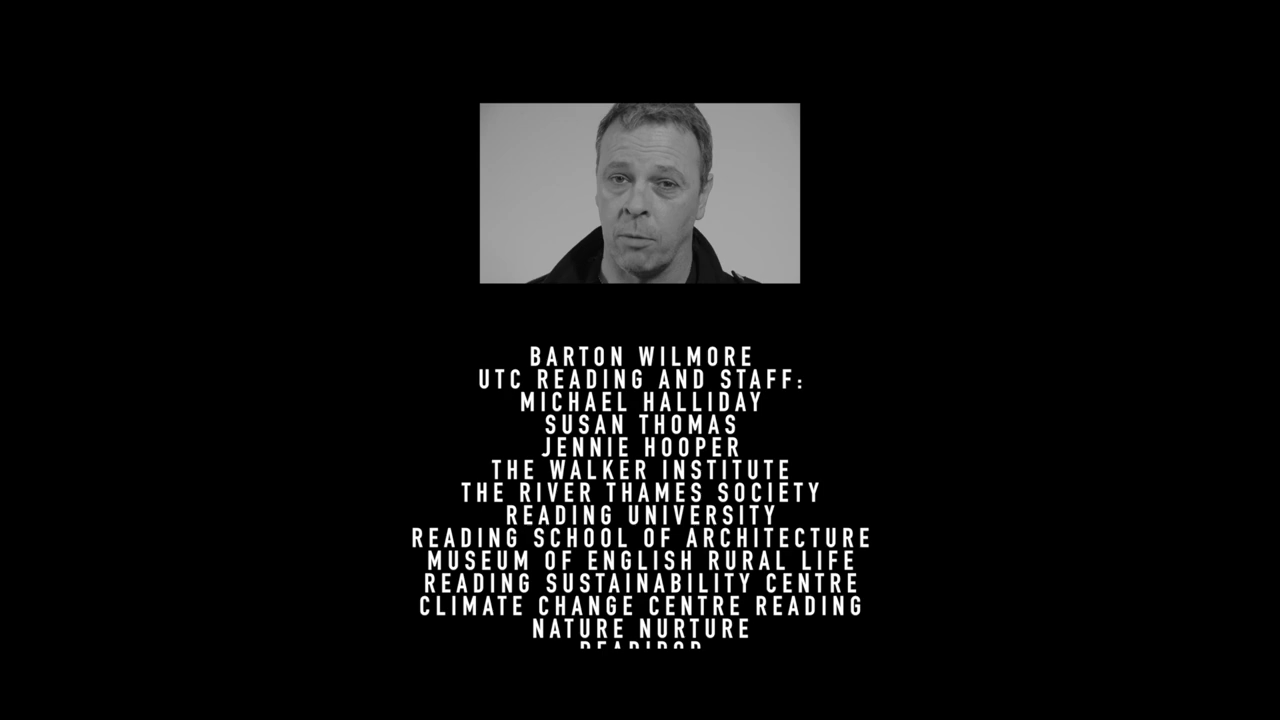 BARTON WILMORE
UTC READING AND STAFF:
MICHAEL HALLIDAY
SUSAN THOMAS
JENNIE HOOPER
THE WALKER INSTITUTE
THE RIVER THAMES SOCIETY
READING UNIVERSITY
READING SCHOOL OF ARCHITECTURE
MUSEUM OF ENGLISH RURAL LIFE
READING SUSTAINABILITY CENTRE
CLIMATE CHANGE CENTRE READING
NATURE NURTURE